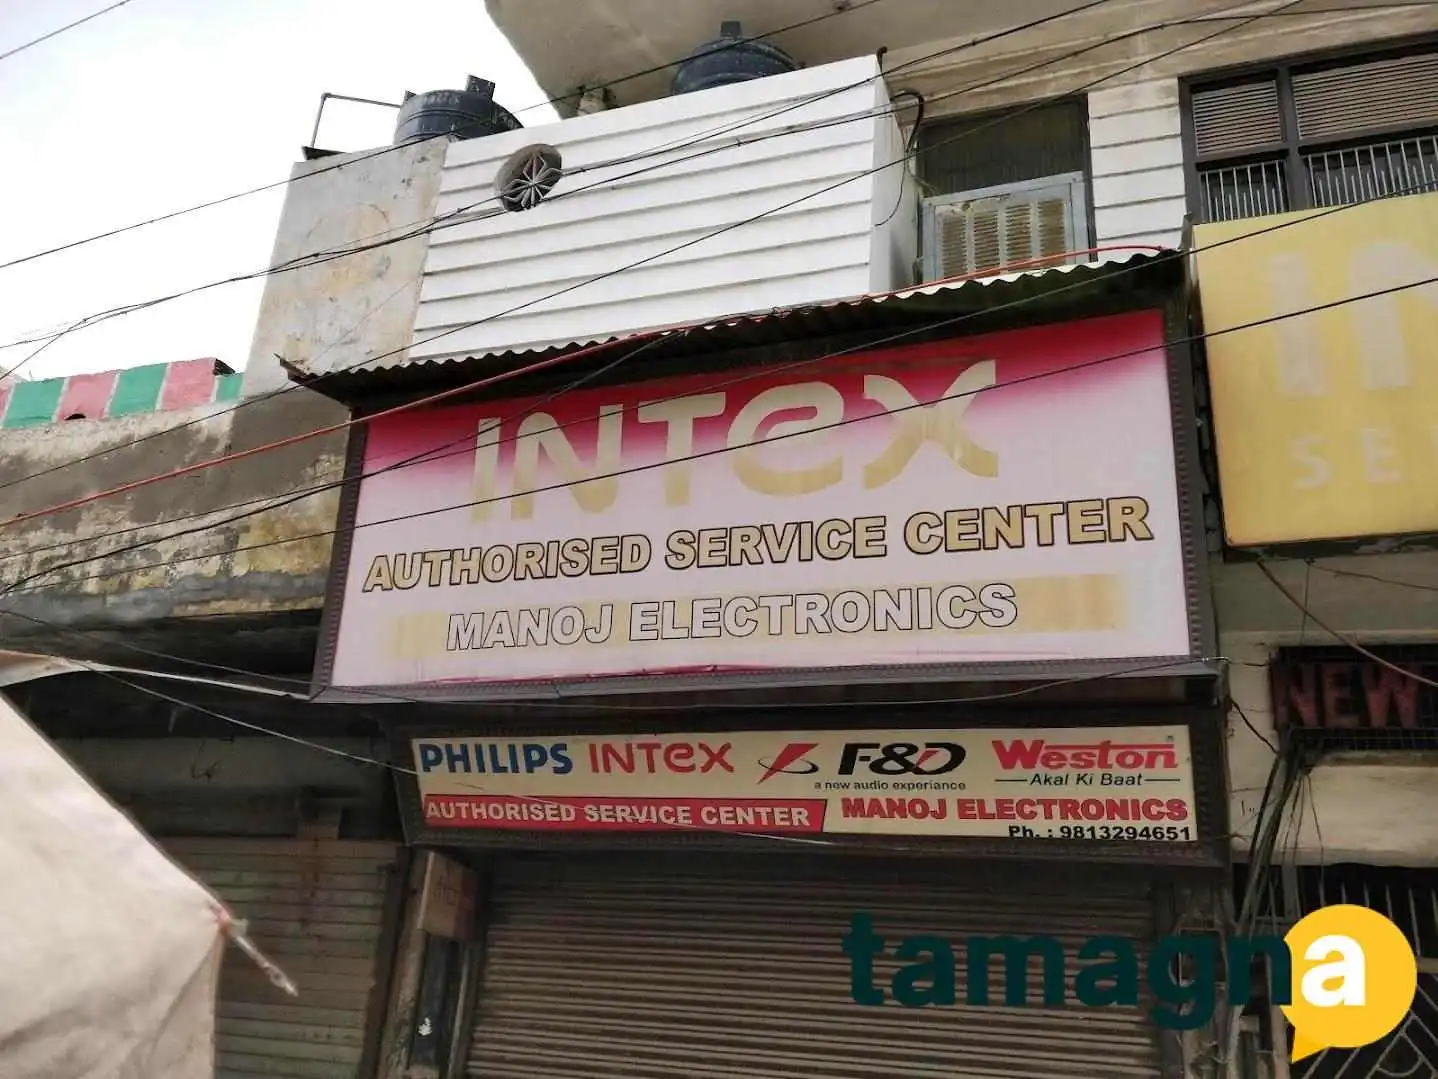 INTEX
AUTHORISED SERVICE CENTER
MANOJ ELECTRONICS
PHILIPS INTEX F&D Weston
a new audio experiance Akal Ki Baat
AUTHORISED SERVICE CENTER MANOJ ELECTRONICS
Ph. : 9813294651
IN
SE
NEW
tamagna